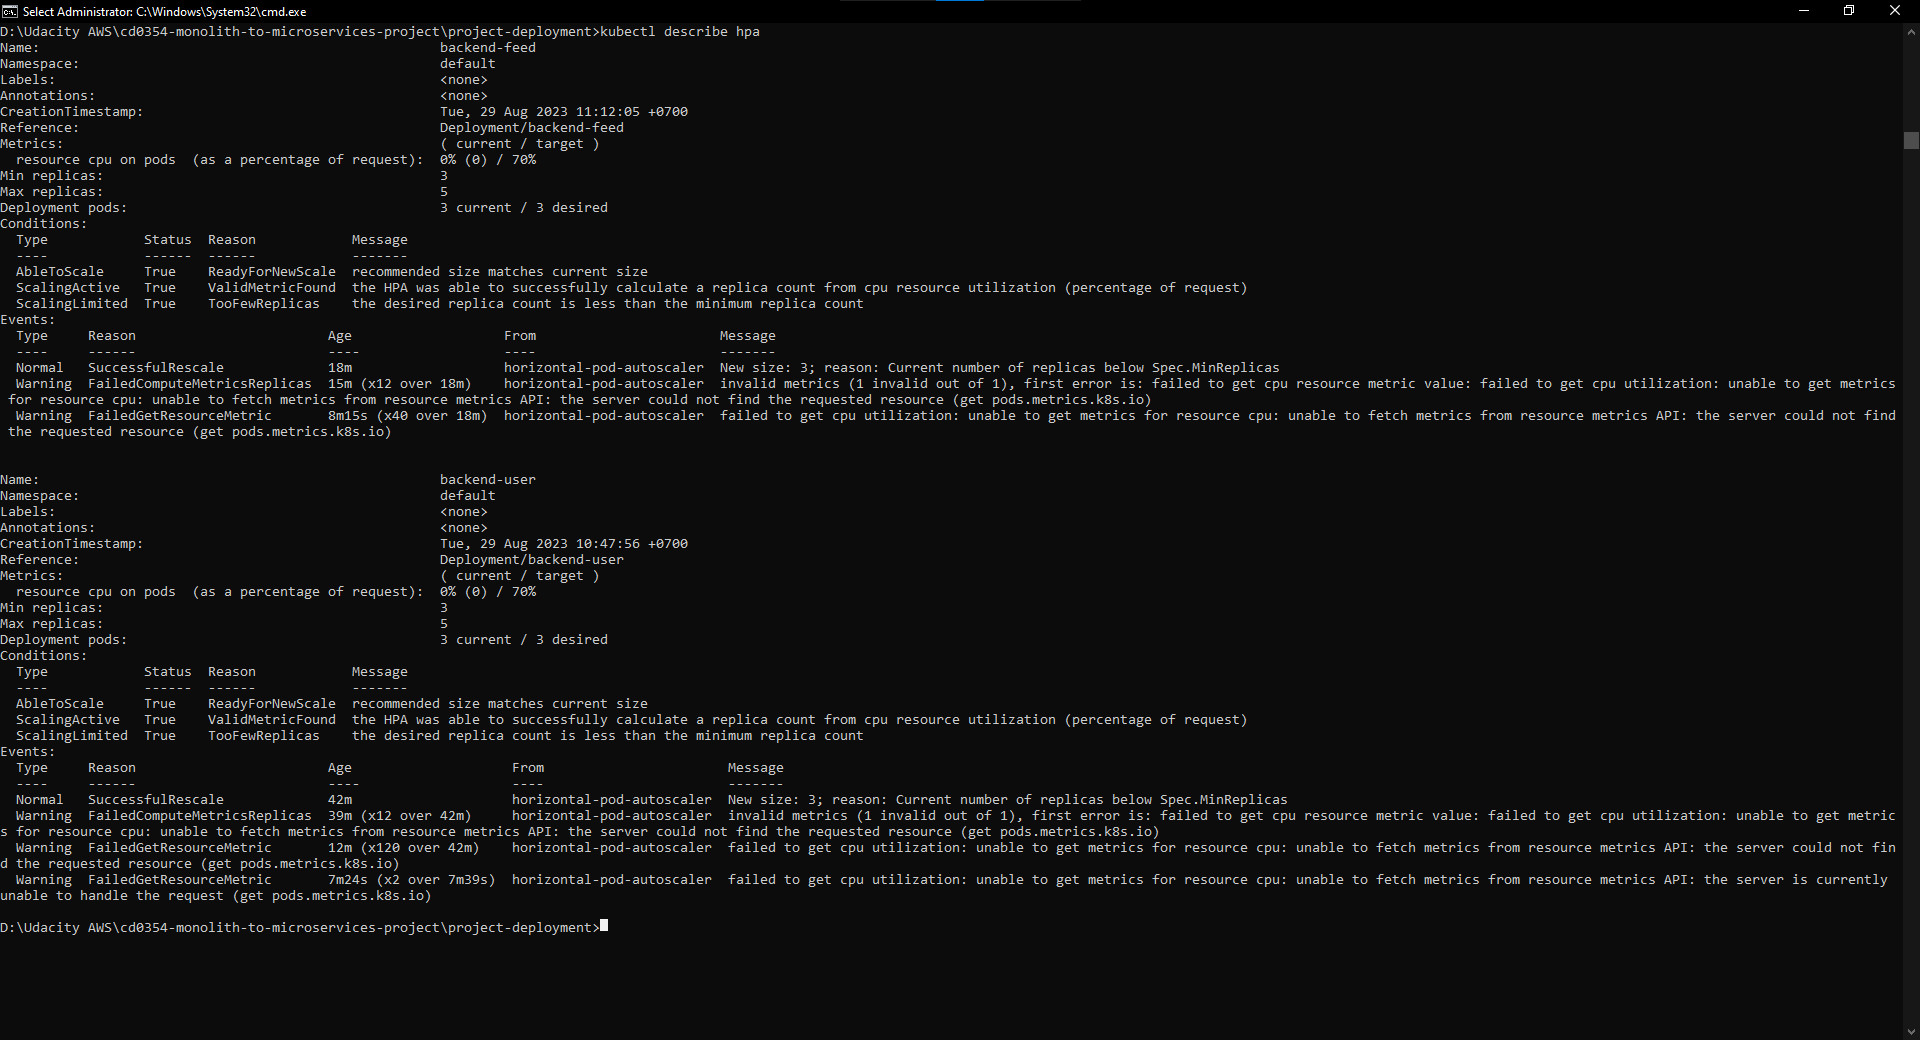 Select Administrator: C:\Windows\System32\cmd.exe
D:\Udacity AWS\cd0354-monolith-to-microservices-project\project-deployment>kubectl describe hpa
Name:                                                  backend-feed
Namespace:                                             default
Labels:                                                <none>
Annotations:                                           <none>
CreationTimestamp:                                     Tue, 29 Aug 2023 11:12:05 +0700
Reference:                                             Deployment/backend-feed
Metrics:                                               ( current / target )
  resource cpu on pods  (as a percentage of request):  0% (0) / 70%
Min replicas:                                          3
Max replicas:                                          5
Deployment pods:                                       3 current / 3 desired
Conditions:
  Type            Status  Reason            Message
  ----            ------  ------            -------
  AbleToScale     True    ReadyForNewScale  recommended size matches current size
  ScalingActive   True    ValidMetricFound  the HPA was able to successfully calculate a replica count from cpu resource utilization (percentage of request)
  ScalingLimited  True    TooFewReplicas    the desired replica count is less than the minimum replica count
Events:
  Type     Reason                        Age                   From                       Message
  ----     ------                        ----                  ----                       -------
  Normal   SuccessfulRescale             18m                   horizontal-pod-autoscaler  New size: 3; reason: Current number of replicas below Spec.MinReplicas
  Warning  FailedComputeMetricsReplicas  15m (x12 over 18m)    horizontal-pod-autoscaler  invalid metrics (1 invalid out of 1), first error is: failed to get cpu resource metric value: failed to get cpu utilization: unable to get metrics
 for resource cpu: unable to fetch metrics from resource metrics API: the server could not find the requested resource (get pods.metrics.k8s.io)
  Warning  FailedGetResourceMetric       8m15s (x40 over 18m)  horizontal-pod-autoscaler  failed to get cpu utilization: unable to get metrics for resource cpu: unable to fetch metrics from resource metrics API: the server could not find
 the requested resource (get pods.metrics.k8s.io)
Name:                                                  backend-user
Namespace:                                             default
Labels:                                                <none>
Annotations:                                           <none>
CreationTimestamp:                                     Tue, 29 Aug 2023 10:47:56 +0700
Reference:                                             Deployment/backend-user
Metrics:                                               ( current / target )
  resource cpu on pods  (as a percentage of request):  0% (0) / 70%
Min replicas:                                          3
Max replicas:                                          5
Deployment pods:                                       3 current / 3 desired
Conditions:
  Type            Status  Reason            Message
  ----            ------  ------            -------
  AbleToScale     True    ReadyForNewScale  recommended size matches current size
  ScalingActive   True    ValidMetricFound  the HPA was able to successfully calculate a replica count from cpu resource utilization (percentage of request)
  ScalingLimited  True    TooFewReplicas    the desired replica count is less than the minimum replica count
Events:
  Type     Reason                        Age                    From                       Message
  ----     ------                        ----                   ----                       -------
  Normal   SuccessfulRescale             42m                    horizontal-pod-autoscaler  New size: 3; reason: Current number of replicas below Spec.MinReplicas
  Warning  FailedComputeMetricsReplicas  39m (x12 over 42m)     horizontal-pod-autoscaler  invalid metrics (1 invalid out of 1), first error is: failed to get cpu resource metric value: failed to get cpu utilization: unable to get metric
s for resource cpu: unable to fetch metrics from resource metrics API: the server could not find the requested resource (get pods.metrics.k8s.io)
  Warning  FailedGetResourceMetric       12m (x120 over 42m)    horizontal-pod-autoscaler  failed to get cpu utilization: unable to get metrics for resource cpu: unable to fetch metrics from resource metrics API: the server could not fin
d the requested resource (get pods.metrics.k8s.io)
  Warning  FailedGetResourceMetric       7m24s (x2 over 7m39s)  horizontal-pod-autoscaler  failed to get cpu utilization: unable to get metrics for resource cpu: unable to fetch metrics from resource metrics API: the server is currently
unable to handle the request (get pods.metrics.k8s.io)
D:\Udacity AWS\cd0354-monolith-to-microservices-project\project-deployment>